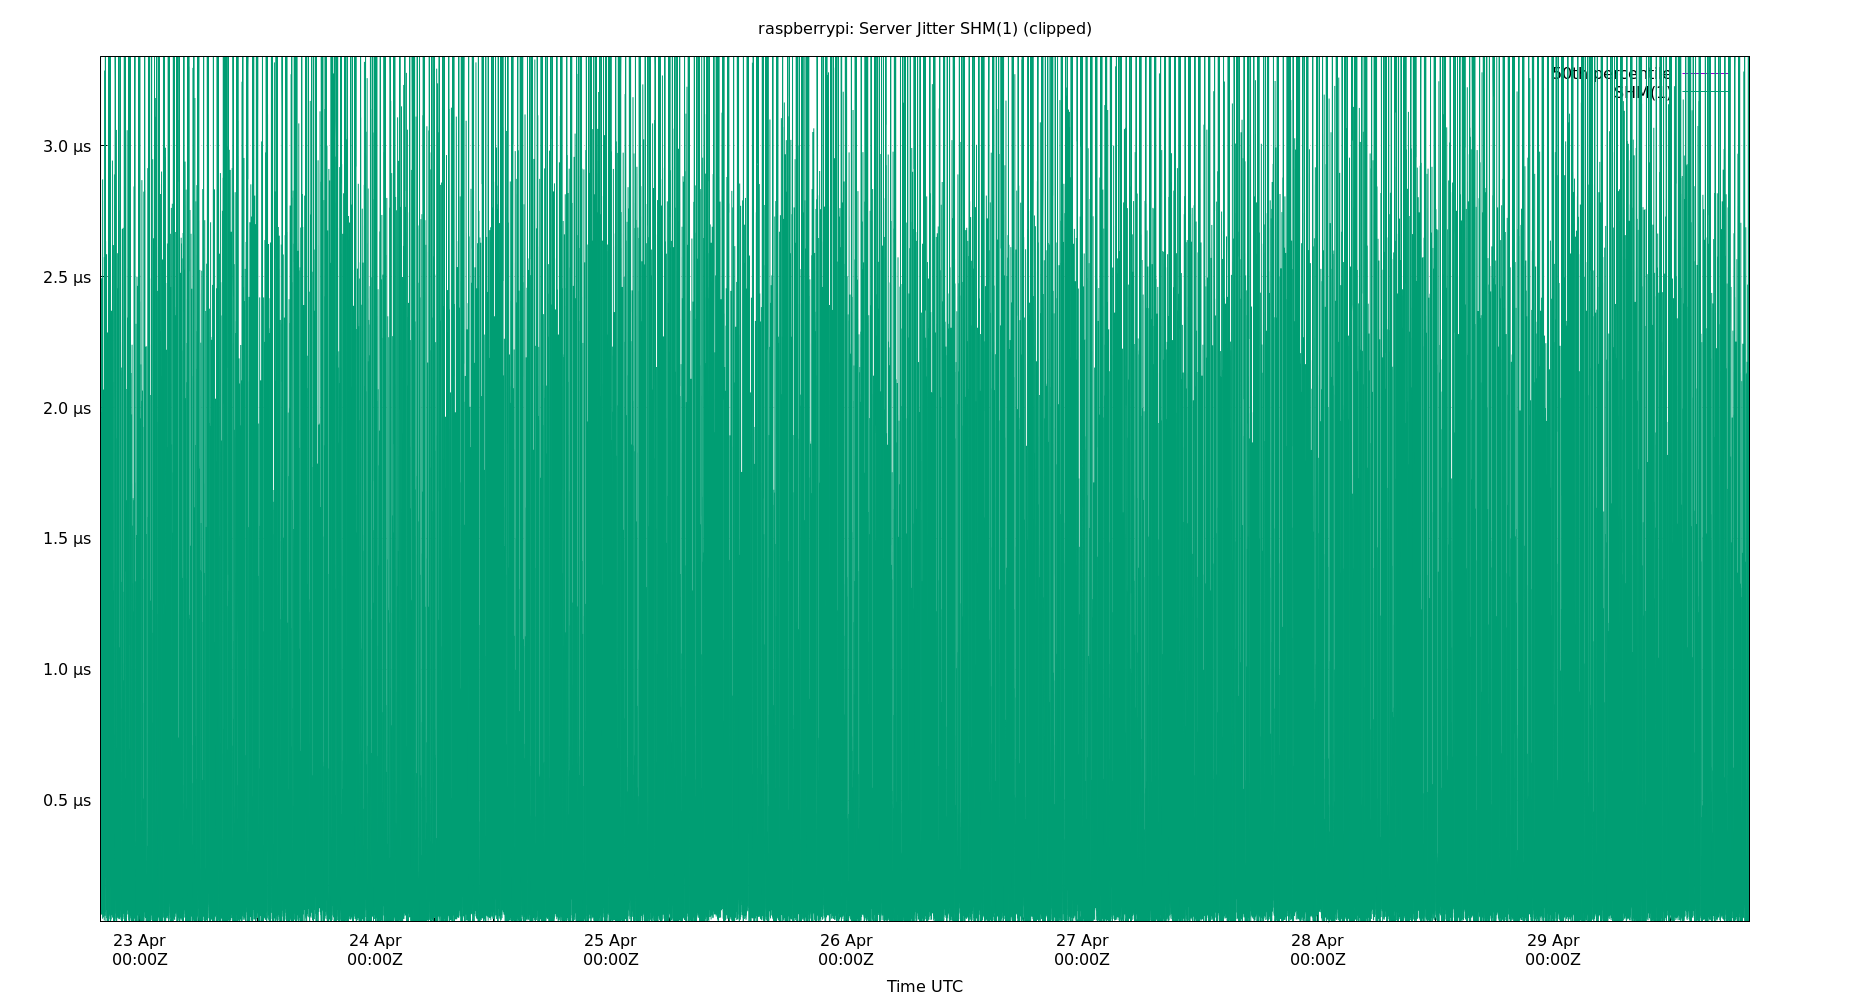 raspberrypi: Server Jitter SHM(1) (clipped)
50th percentile
SHM(1)
3.0 µs
2.5 µs
2.0 µs
1.5 µs
1.0 µs
0.5 µs
23 Apr 24 Apr 25 Apr 26 Apr 27 Apr 28 Apr 29 Apr
00:00Z 00:00Z 00:00Z 00:00Z 00:00Z 00:00Z 00:00Z
Time UTC